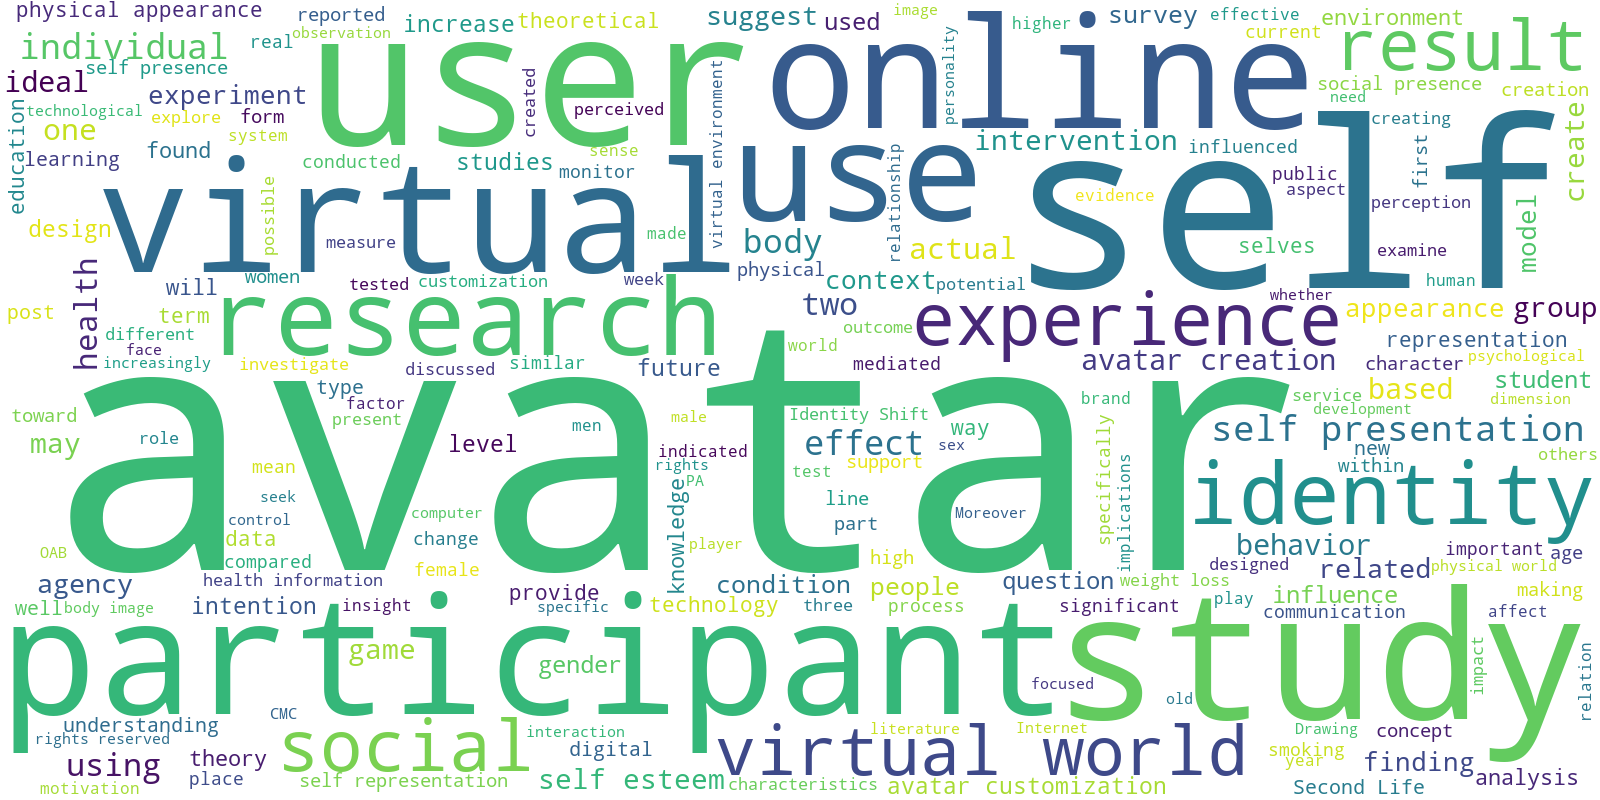 physical appearance
reported
real
observation
increase
theoretical
suggest
used
image
higher
survey
effective
current
environment
individual
user
online
result
ideal
self presence
personality
social presence
creation
technological
experiment
created
perceived
need
education
one
explore
form
system
virtual environment
creating
create
learning
found
conducted
studies
sense
monitor
use
intervention
influenced
relationship
public
first
aspect
self
virtual
evidence
perception
design
possible
measure
made
body
actual
selves
examine
model
health
will
women
tested
customization
week
physical
context
potential
human
post
term
research
two
experience
whether
appearance
group
different
face
increasingly
investigate
discussed
similar
future
outcome
world
mediated
avatar creation
representation
character
psychological
type
factor
present
avatar
brand
service
based
student
development
dimension
toward
may
role
level
men
male
Identity Shift
effect
way
sex
self presentation
new
others
mean
indicated
rights
PA
knowledge
test
support
specifically
implications
within
identity
seek
control
computer
line
part
Moreover
OAB
data
compared
change
female
player
high
behavior
important
age
agency
health information
provide
condition
people
question
weight loss
designed
related
physical world
well
body image
intention
insight
specific
technology
three
process
significant
play
influence
communication
making
affect
participant
study
game
gender
focused
old
impact
relation
understanding
CMC
social
interaction
literature
Internet
Drawing
concept
rights reserved
using
theory
digital
virtual world
smoking
year
finding
place
motivation
self representation
self esteem
characteristics
avatar customization
Second Life
analysis